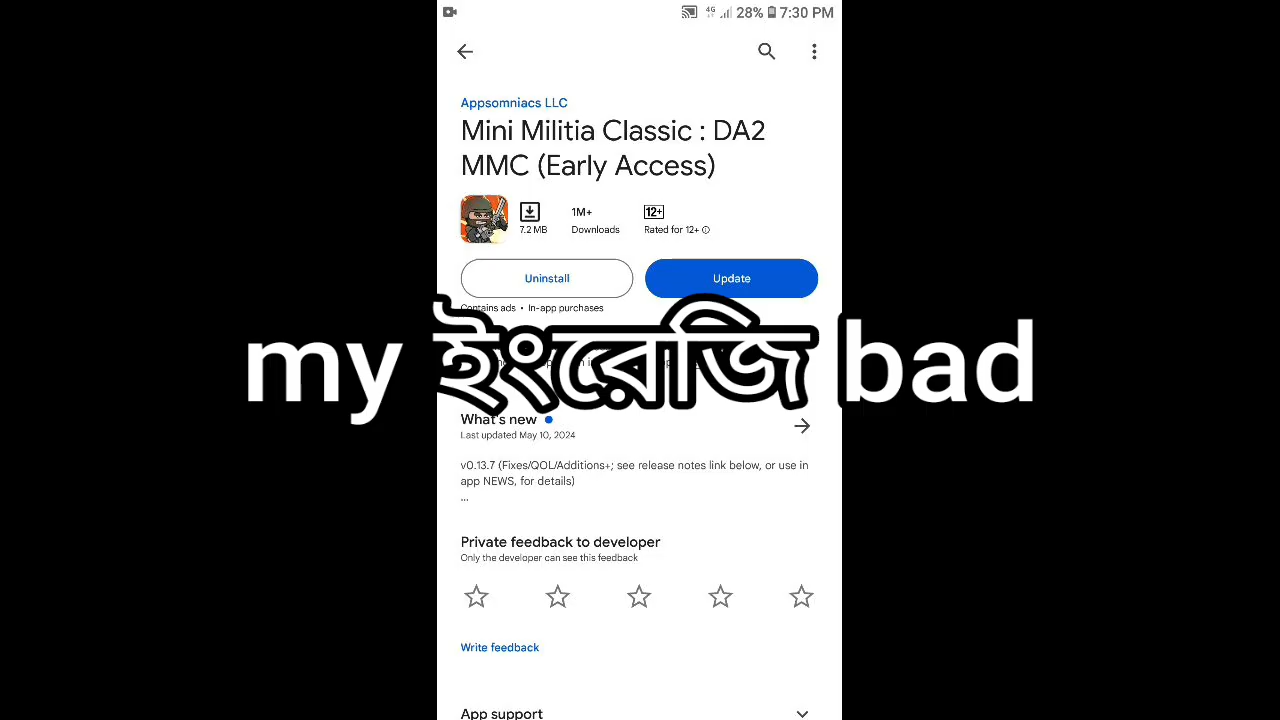 4G 28% 7:30 PM
Appsomniacs LLC
Mini Militia Classic : DA2
MMC (Early Access)
1M+ 12+
7.2 MB Downloads Rated for 12+
Uninstall Update
Contains ads • In-app purchases
my ইংরেজি bad
What's new
Last updated May 10, 2024
v0.13.7 (Fixes/QOL/Additions+; see release notes link below, or use in
app NEWS, for details)
...
Private feedback to developer
Only the developer can see this feedback
Write feedback
App support